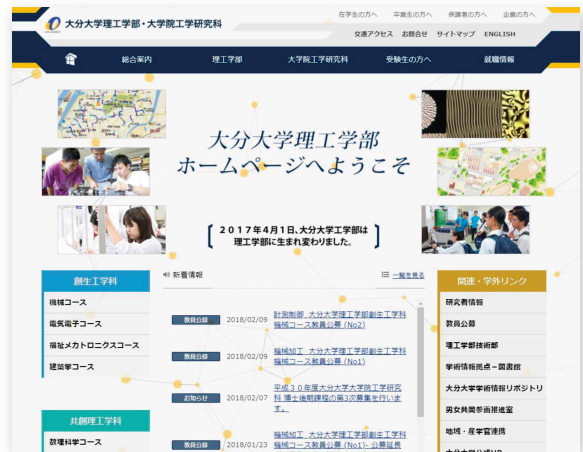 在学生の方へ 卒業生の方へ 保護者の方へ 企業の方へ
大分大学理工学部・大学院工学研究科
交通アクセス お問合せ サイトマップ ENGLISH
総合案内 理工学部 大学院工学研究科 受験生の方へ 就職情報
大分大学理工学部
ホームページへようこそ
2017年4月1日、大分大学工学部は
理工学部に生まれ変わりました。
創生工学科
機械コース
電気電子コース
福祉メカトロニクスコース
建築学コース
共創理工学科
数理科学コース
新着情報 一覧を見る
教員公募 2018/02/09 計測制御 大分大学理工学部創生工学科
機械コース教員公募 (No2)
教員公募 2018/02/09 機械加工 大分大学理工学部創生工学科
機械コース教員公募 (No1)
お知らせ 2018/02/07 平成30年度大分大学大学院工学研究
科 博士後期課程の第3次募集を行いま
す。
教員公募 2018/01/23 機械加工 大分大学理工学部創生工学科
機械コース教員公募 (No1)- 公募延長
関連・学外リンク
研究者情報
教員公募
理工学部技術部
学術情報拠点－図書館
大分大学学術情報リポジトリ
男女共同参画推進室
地域・産学官連携